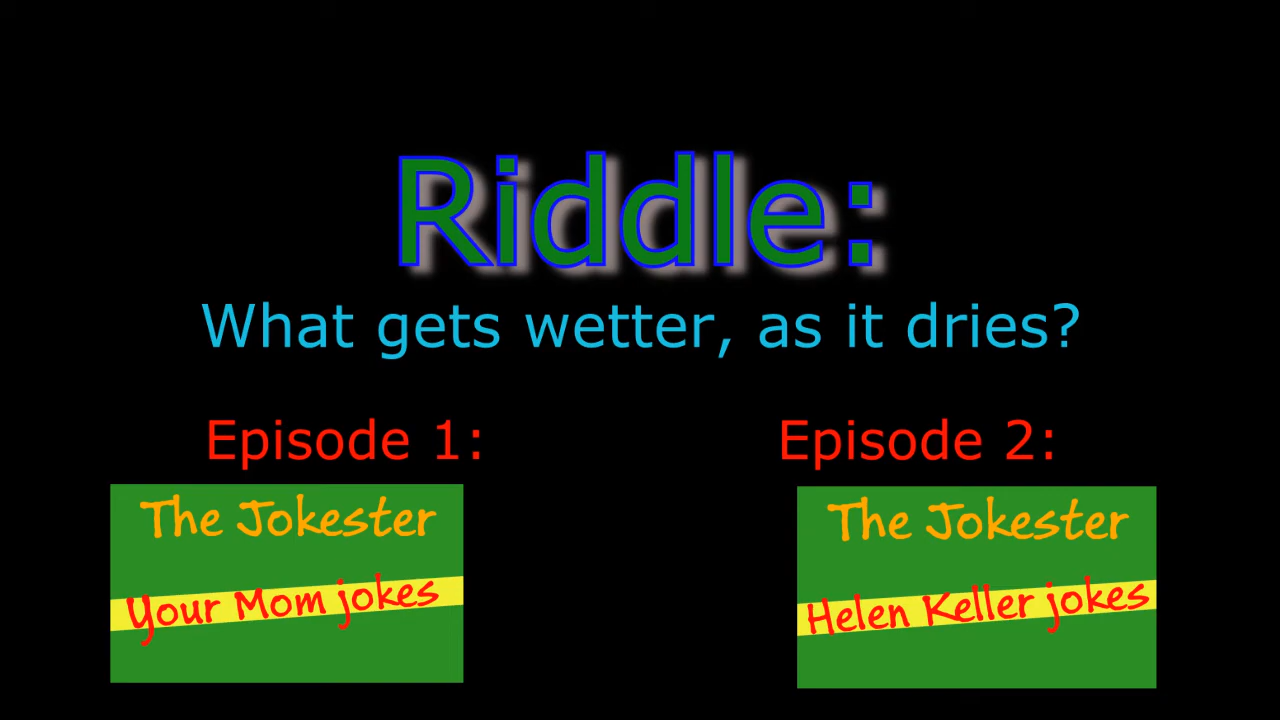 Riddle:
What gets wetter, as it dries?
Episode 1:
Episode 2:
The Jokester
Your Mom jokes
The Jokester
Helen Keller jokes